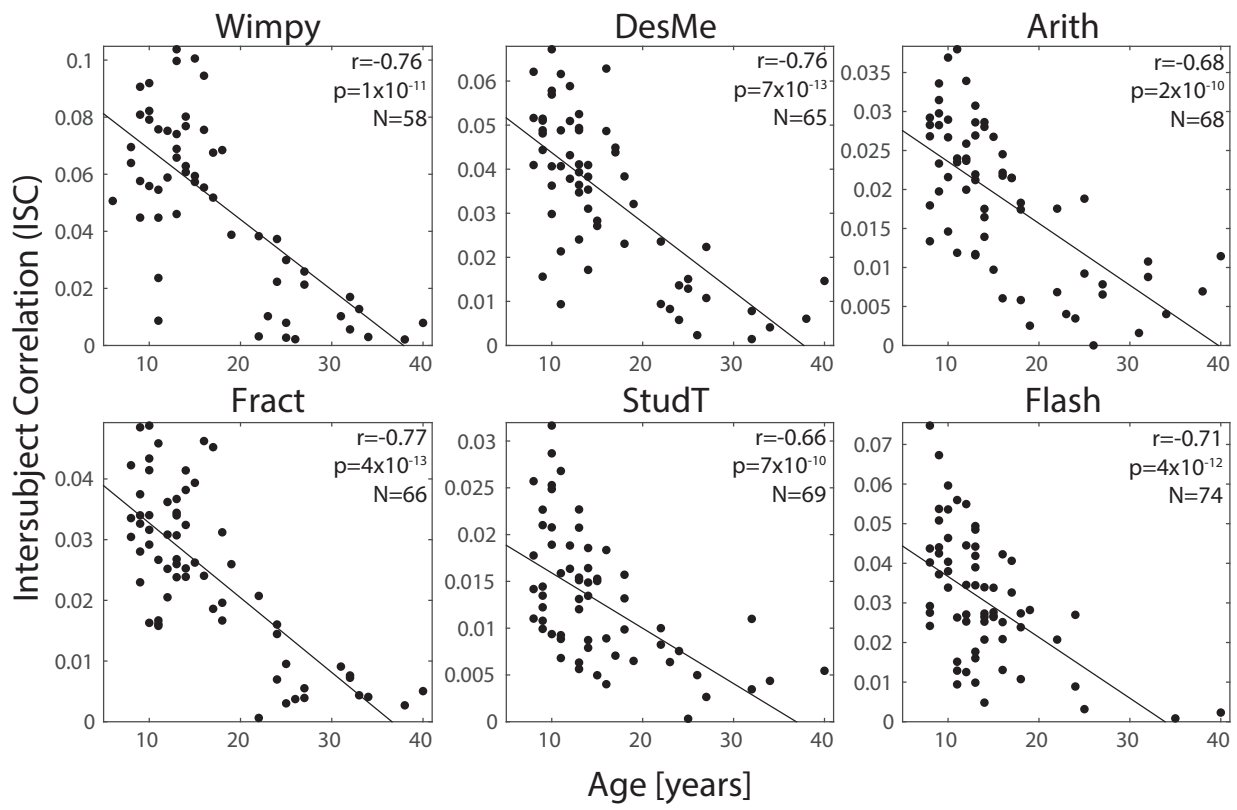 Wimpy
r=-0.76
p=1x10⁻¹¹
N=58
0.1
0.08
0.06
0.04
0.02
0
10
20
30
40
DesMe
r=-0.76
p=7x10⁻¹³
N=65
0.06
0.05
0.04
0.03
0.02
0.01
0
10
20
30
40
Arith
r=-0.68
p=2x10⁻¹⁰
N=68
0.035
0.03
0.025
0.02
0.015
0.01
0.005
0
10
20
30
40
Intersubject Correlation (ISC)
Fract
r=-0.77
p=4x10⁻¹³
N=66
0.04
0.03
0.02
0.01
0
10
20
30
40
StudT
r=-0.66
p=7x10⁻¹⁰
N=69
0.03
0.025
0.02
0.015
0.01
0.005
0
10
20
30
40
Flash
r=-0.71
p=4x10⁻¹²
N=74
0.07
0.06
0.05
0.04
0.03
0.02
0.01
0
10
20
30
40
Age [years]